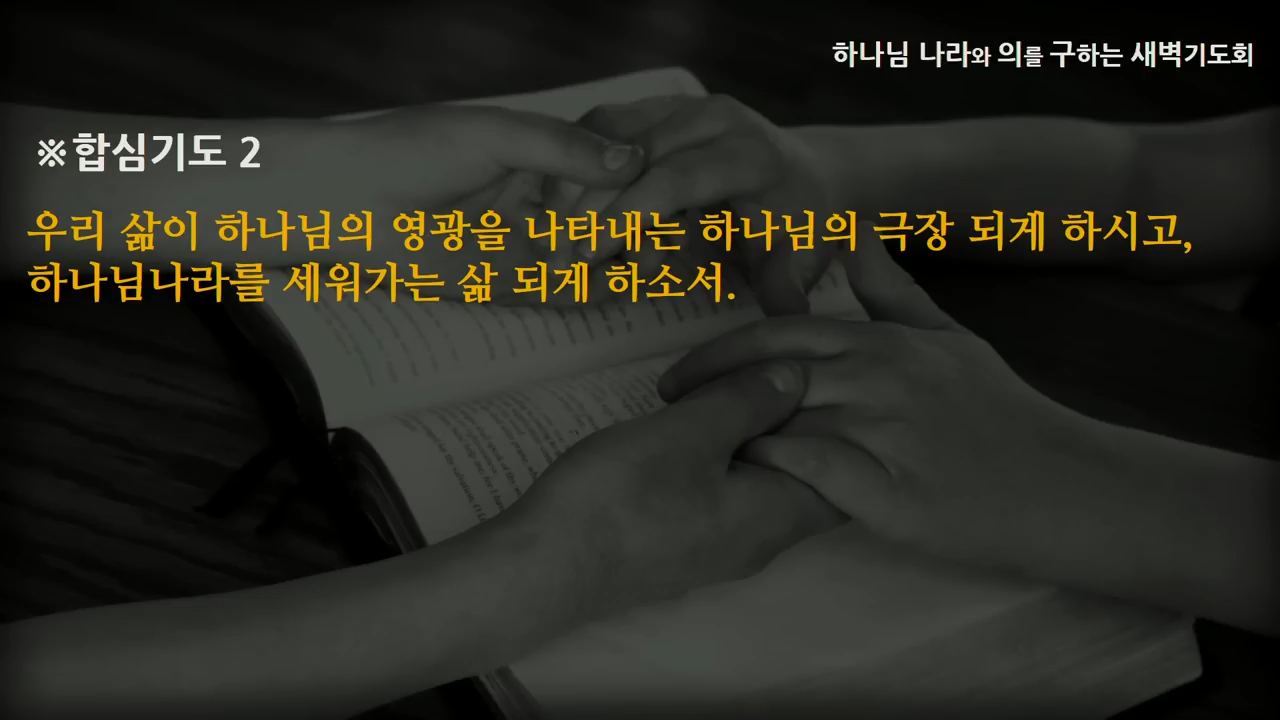 하나님 나라와 의를 구하는 새벽기도회
※합심기도 2
우리 삶이 하나님의 영광을 나타내는 하나님의 극장 되게 하시고,
하나님나라를 세워가는 삶 되게 하소서.